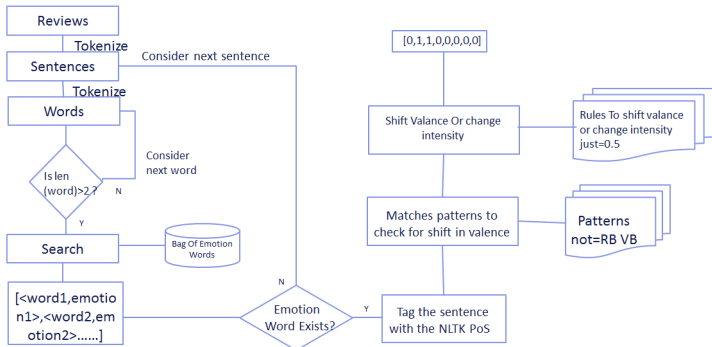 Reviews
Tokenize
Sentences
Consider next sentence
Tokenize
Words
Consider
next word
Is len
(word)>2 ?
N
Y
Search
Bag Of Emotion
Words
[<word1,emotio
n1>,<word2,em
otion2>......]
N
Emotion
Word Exists?
Y
Tag the sentence
with the NLTK PoS
Matches patterns to
check for shift in valence
Patterns
not=RB VB
Shift Valance Or change
intensity
Rules To shift valance
or change intensity
just=0.5
[0,1,1,0,0,0,0,0]